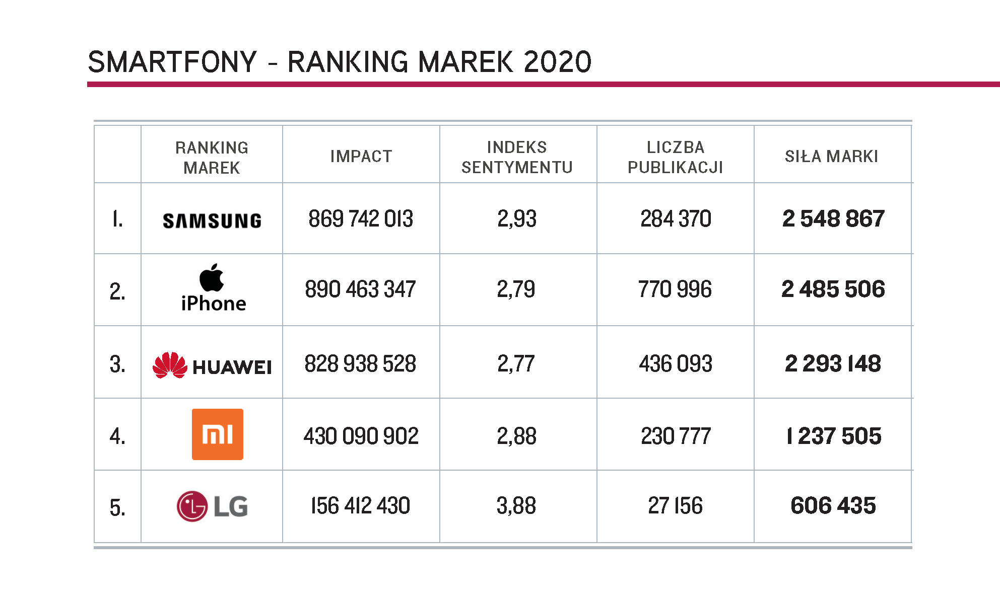 SMARTFONY - RANKING MAREK 2020
RANKING MAREK IMPACT INDEKS SENTYMENTU LICZBA PUBLIKACJI SIŁA MARKI
1. SAMSUNG 869 742 013 2,93 284 370 2 548 867
2. iPhone 890 463 347 2,79 770 996 2 485 506
3. HUAWEI 828 938 528 2,77 436 093 2 293 148
4. MI 430 090 902 2,88 230 777 1 237 505
5. LG 156 412 430 3,88 27 156 606 435